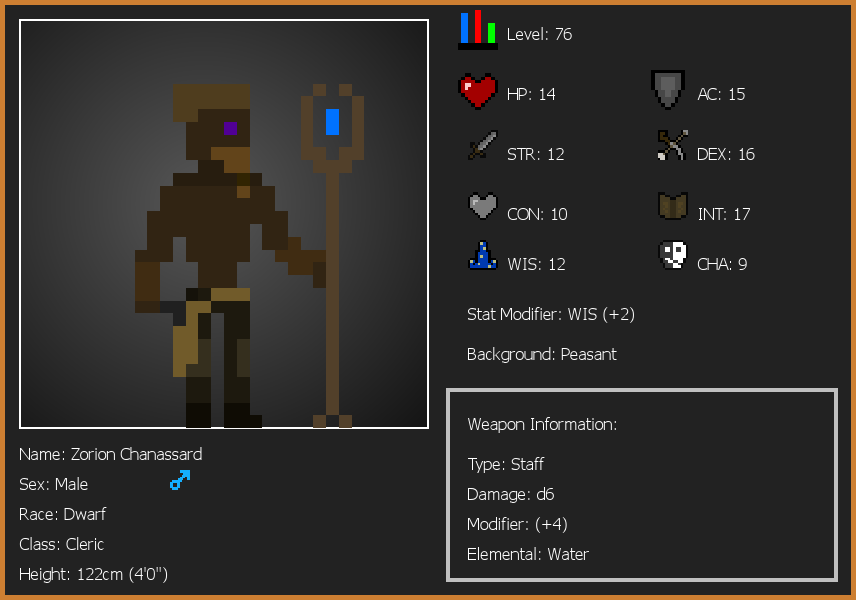 Level: 76
HP: 14
AC: 15
STR: 12
DEX: 16
CON: 10
INT: 17
WIS: 12
CHA: 9
Stat Modifier: WIS (+2)
Background: Peasant
Weapon Information:
Type: Staff
Damage: d6
Modifier: (+4)
Elemental: Water
Name: Zorion Chanassard
Sex: Male
Race: Dwarf
Class: Cleric
Height: 122cm (4'0")